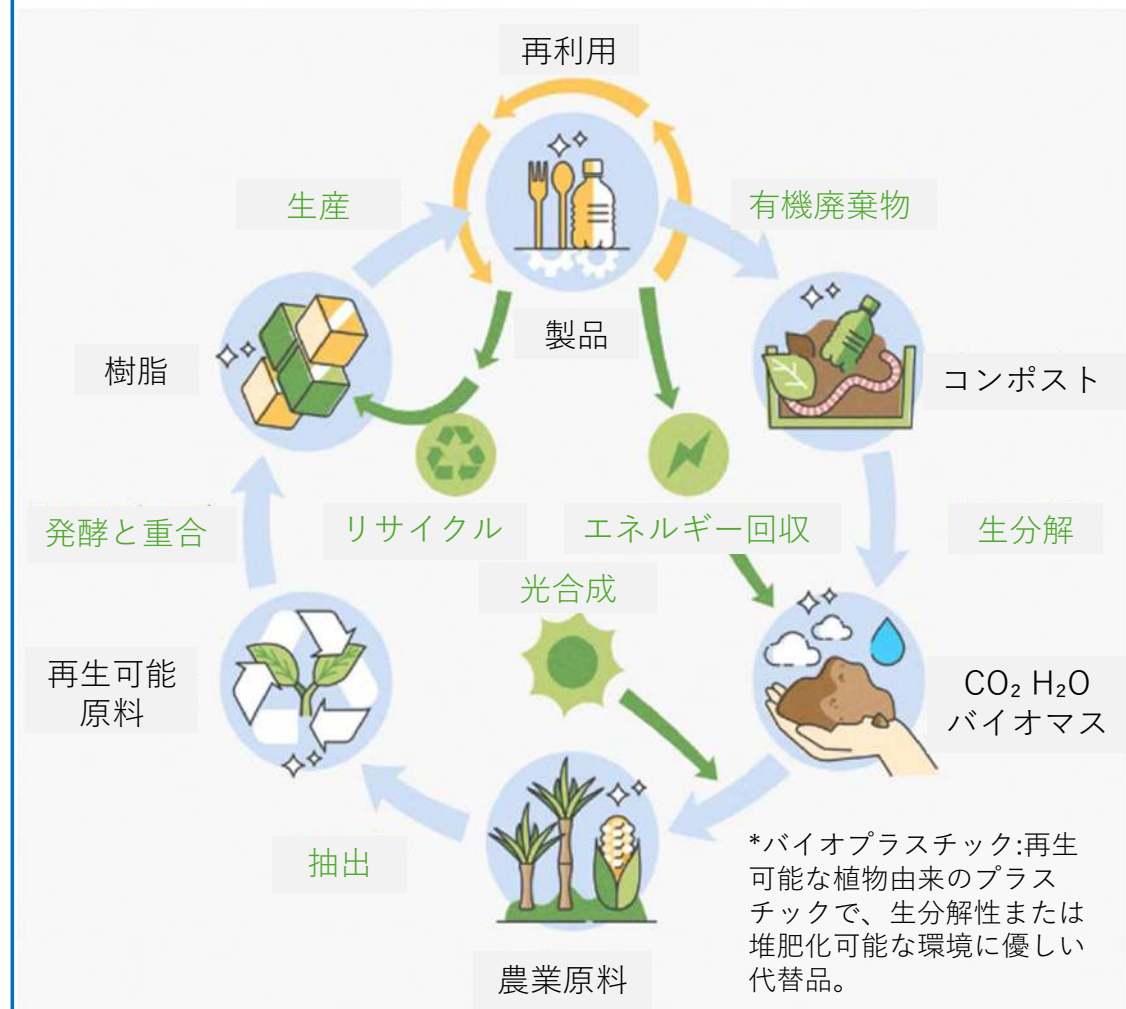 再利用
生産
有機廃棄物
製品
樹脂
コンポスト
発酵と重合
リサイクル
エネルギー回収
生分解
光合成
再生可能
原料
CO₂ H₂O
バイオマス
抽出
農業原料
*バイオプラスチック:再生
可能な植物由来のプラス
チックで、生分解性または
堆肥化可能な環境に優しい
代替品。